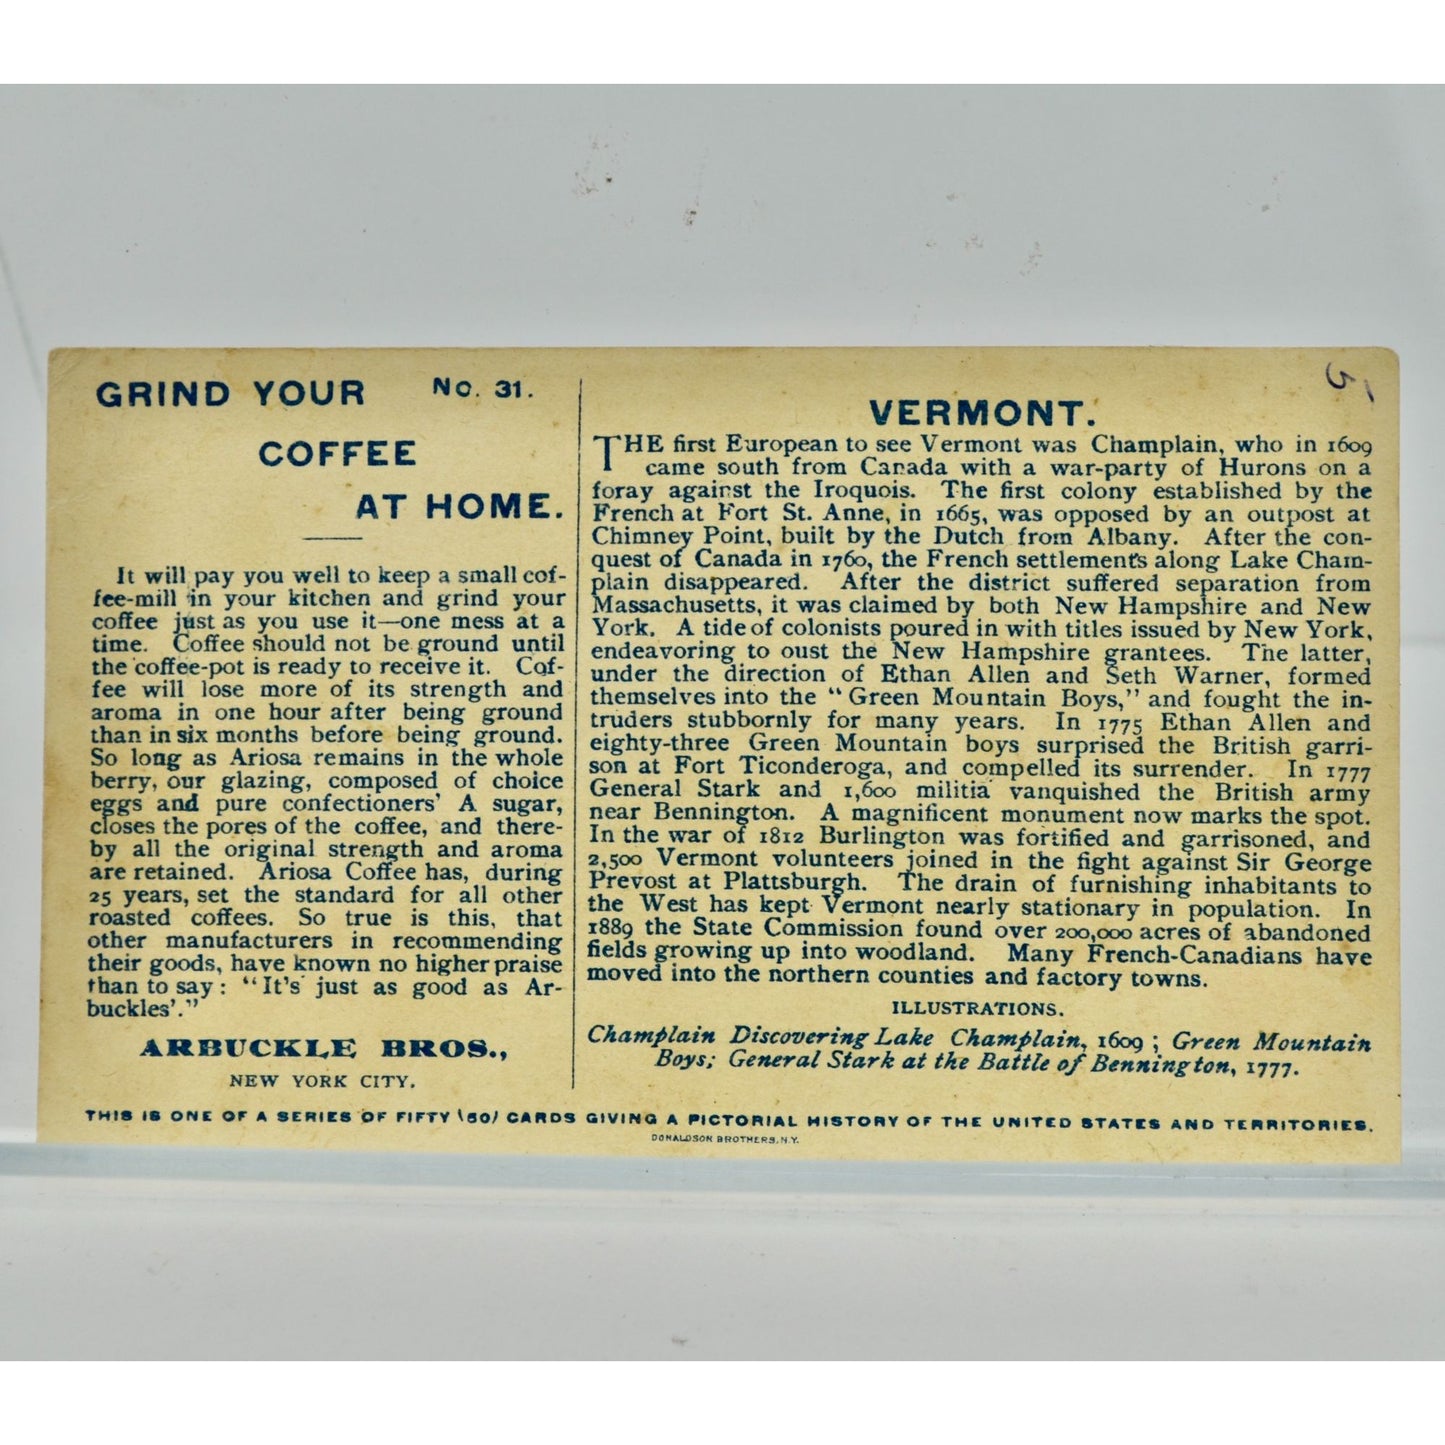 GRIND YOUR No. 31.
COFFEE
AT HOME.
It will pay you well to keep a small cof-
fee-mill in your kitchen and grind your
coffee just as you use it—one mess at a
time. Coffee should not be ground until
the coffee-pot is ready to receive it. Cof-
fee will lose more of its strength and
aroma in one hour after being ground
than in six months before being ground.
So long as Ariosa remains in the whole
berry, our glazing, composed of choice
eggs and pure confectioners' A sugar,
closes the pores of the coffee, and there-
by all the original strength and aroma
are retained. Ariosa Coffee has, during
25 years, set the standard for all other
roasted coffees. So true is this, that
other manufacturers in recommending
their goods, have known no higher praise
than to say: "It's just as good as Ar-
buckles'."
ARBUCKLE BROS.,
NEW YORK CITY.
VERMONT.
THE first European to see Vermont was Champlain, who in 1609
came south from Canada with a war-party of Hurons on a
foray against the Iroquois. The first colony established by the
French at Fort St. Anne, in 1665, was opposed by an outpost at
Chimney Point, built by the Dutch from Albany. After the con-
quest of Canada in 1760, the French settlements along Lake Cham-
plain disappeared. After the district suffered separation from
Massachusetts, it was claimed by both New Hampshire and New
York. A tide of colonists poured in with titles issued by New York,
endeavoring to oust the New Hampshire grantees. The latter,
under the direction of Ethan Allen and Seth Warner, formed
themselves into the "Green Mountain Boys," and fought the in-
truders stubbornly for many years. In 1775 Ethan Allen and
eighty-three Green Mountain boys surprised the British garri-
son at Fort Ticonderoga, and compelled its surrender. In 1777
General Stark and 1,600 militia vanquished the British army
near Bennington. A magnificent monument now marks the spot.
In the war of 1812 Burlington was fortified and garrisoned, and
2,500 Vermont volunteers joined in the fight against Sir George
Prevost at Plattsburgh. The drain of furnishing inhabitants to
the West has kept Vermont nearly stationary in population. In
1889 the State Commission found over 200,000 acres of abandoned
fields growing up into woodland. Many French-Canadians have
moved into the northern counties and factory towns.
ILLUSTRATIONS.
Champlain Discovering Lake Champlain, 1609; Green Mountain
Boys; General Stark at the Battle of Bennington, 1777.
THIS IS ONE OF A SERIES OF FIFTY (50) CARDS GIVING A PICTORIAL HISTORY OF THE UNITED STATES AND TERRITORIES.
DONALDSON BROTHERS, N.Y.